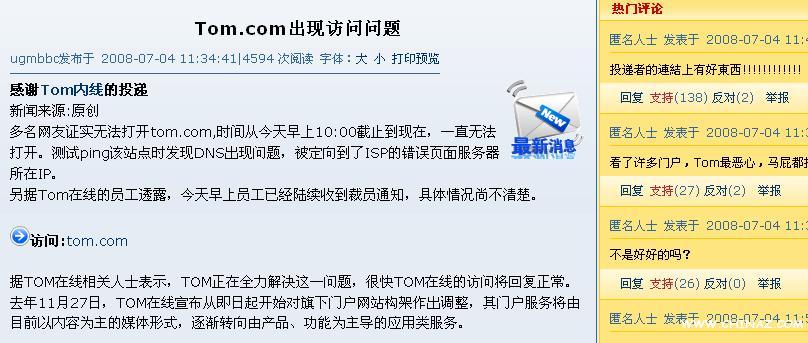 Tom.com出现访问问题
ugmbbc发布于 2008-07-04 11:34:41|4594 次阅读 字体：大 小 打印预览
感谢Tom内线的投递
新闻来源:原创
多名网友证实无法打开tom.com,时间从今天早上10:00截止到现在，一直无法
打开。测试ping该站点时发现DNS出现问题，被定向到了ISP的错误页面服务器
所在IP。
另据Tom在线的员工透露，今天早上员工已经陆续收到裁员通知，具体情况尚不清楚。
New
最新消息
访问:tom.com
据TOM在线相关人士表示，TOM正在全力解决这一问题，很快TOM在线的访问将回复正常。
去年11月27日，TOM在线宣布从即日起开始对旗下门户网站构架作出调整，其门户服务将由
目前以内容为主的媒体形式，逐渐转向由产品、功能为主导的应用类服务。
热门评论
匿名人士 发表于 2008-07-04 11:4
投递者的連結上有好東西!!!!!!!!!!!!
回复 支持(138) 反对(2) 举报
匿名人士 发表于 2008-07-04 11:3
看了许多门户，Tom最恶心，马屁都拍
回复 支持(27) 反对(2) 举报
匿名人士 发表于 2008-07-04 11:3
不是好好的吗？
回复 支持(26) 反对(0) 举报
匿名人士 发表于 2008-07-04 11:5